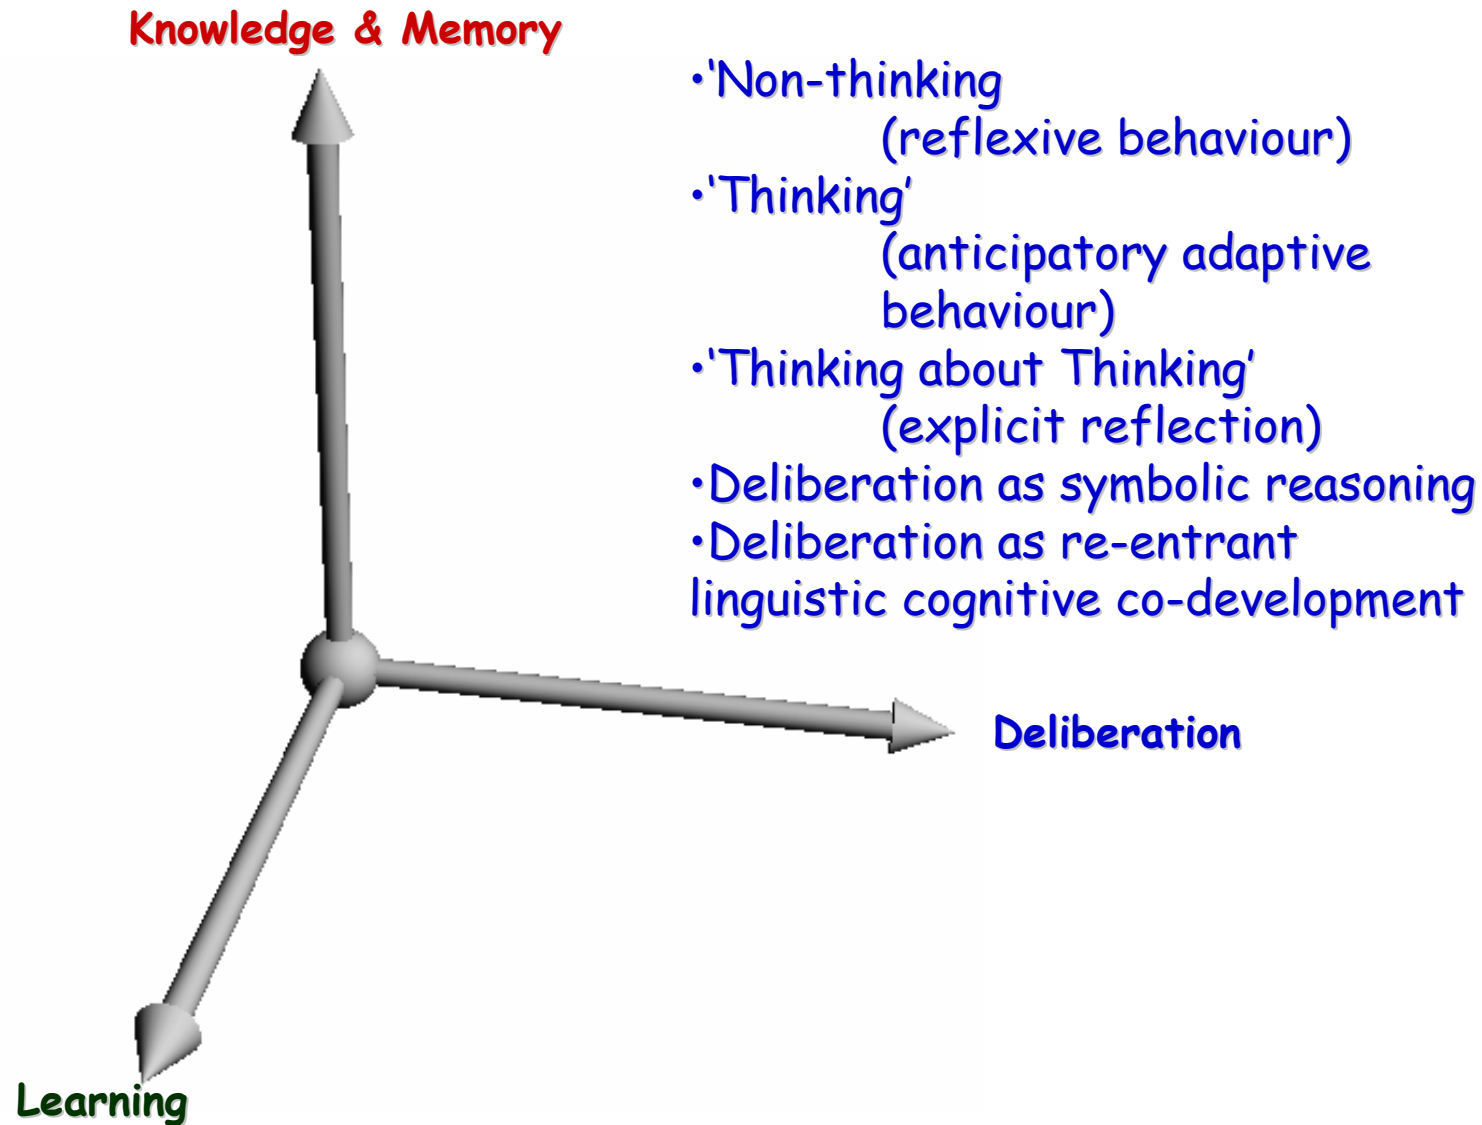 Knowledge & Memory
•'Non-thinking
(reflexive behaviour)
•'Thinking'
(anticipatory adaptive
behaviour)
•'Thinking about Thinking'
(explicit reflection)
•Deliberation as symbolic reasoning
•Deliberation as re-entrant
linguistic cognitive co-development
Deliberation
Learning